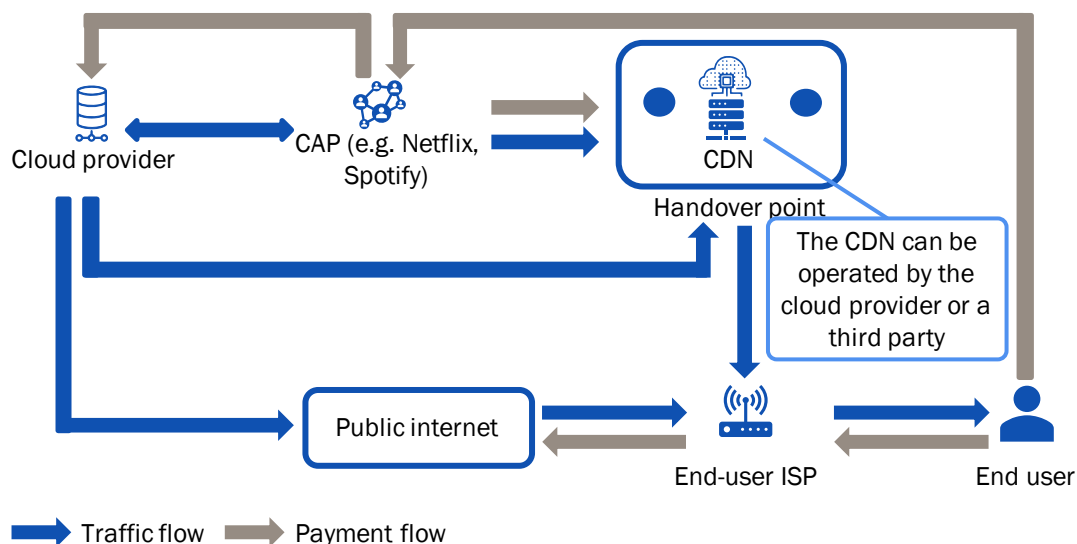 Cloud provider
CAP (e.g. Netflix,
Spotify)
CDN
Handover point
The CDN can be
operated by the
cloud provider or a
third party
Public internet
End-user ISP
End user
Traffic flow
Payment flow